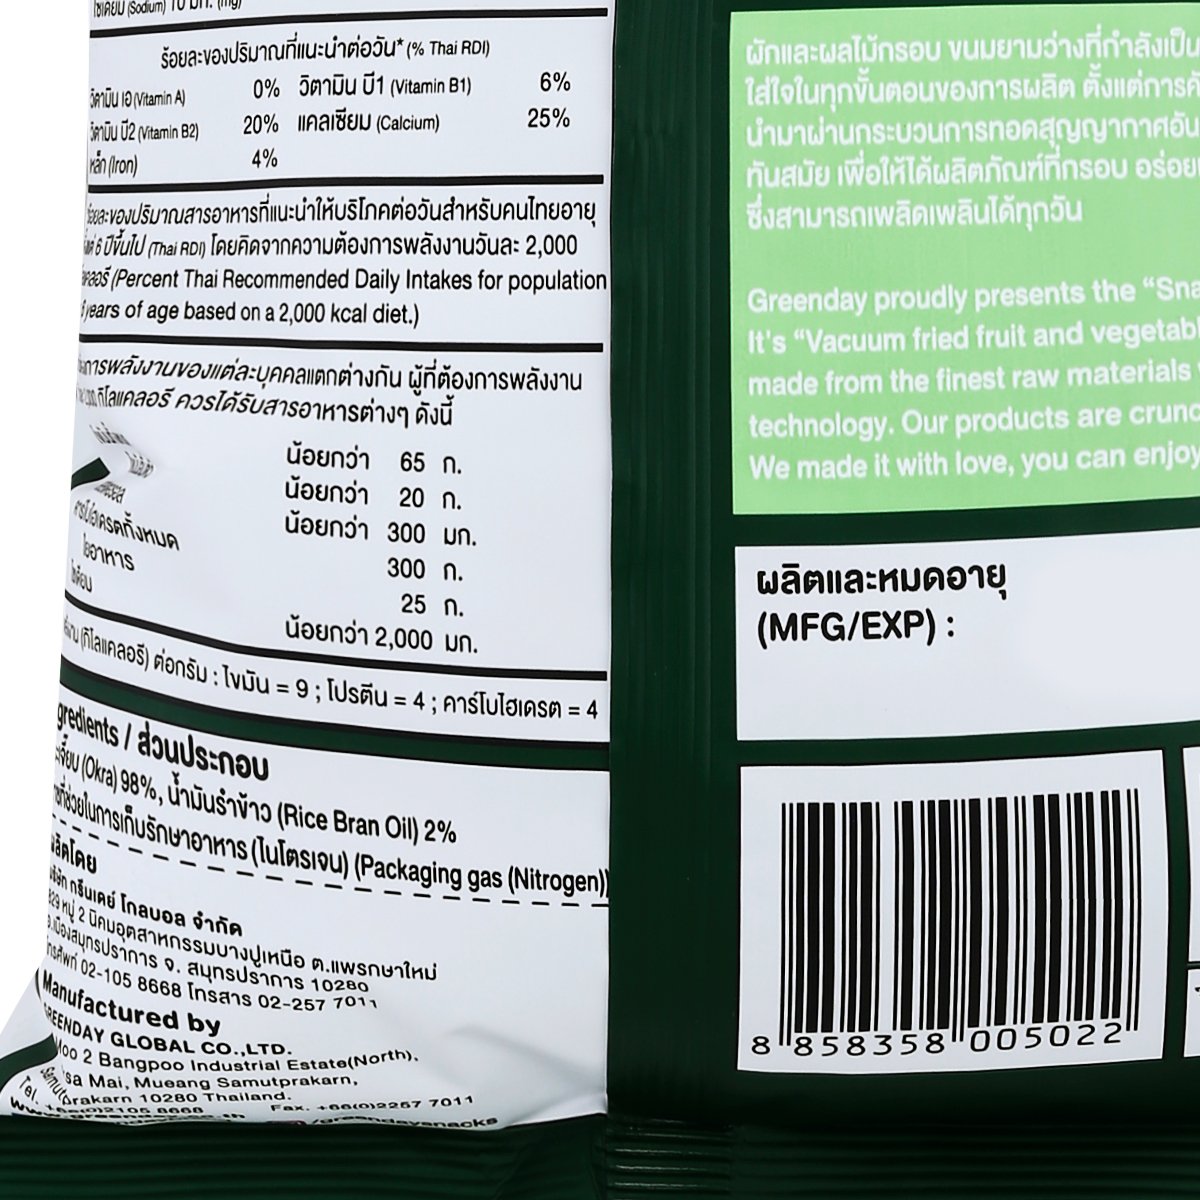 (Sodium) 10 มก. (mg)
ร้อยละของปริมาณที่แนะนำต่อวัน* (% Thai RDI)
วิตามิน เอ (Vitamin A) 0% วิตามิน บี1 (Vitamin B1) 6%
วิตามิน บี2 (Vitamin B2) 20% แคลเซียม (Calcium) 25%
เหล็ก (Iron) 4%
ร้อยละของปริมาณสารอาหารที่แนะนำให้บริโภคต่อวันสำหรับคนไทยอายุ
6 ปีขึ้นไป (Thai RDI) โดยคิดจากความต้องการพลังงานวันละ 2,000
(Percent Thai Recommended Daily Intakes for population
years of age based on a 2,000 kcal diet.)
การพลังงานของแต่ละบุคคลแตกต่างกัน ผู้ที่ต้องการพลังงาน
กิโลแคลอรี ควรได้รับสารอาหารต่างๆ ดังนี้
น้อยกว่า 65 ก.
น้อยกว่า 20 ก.
น้อยกว่า 300 มก.
คาร์โบไฮเดรตทั้งหมด 300 ก.
ใยอาหาร 25 ก.
โซเดียม น้อยกว่า 2,000 มก.
(กิโลแคลอรี) ต่อกรัม : ไขมัน = 9 ; โปรตีน = 4 ; คาร์โบไฮเดรต = 4
gredients / ส่วนประกอบ
(Okra) 98%, น้ำมันรำข้าว (Rice Bran Oil) 2%
ที่ช่วยในการเก็บรักษาอาหาร (ไนโตรเจน) (Packaging gas (Nitrogen))
ผลิตโดย
บริษัท กรีนเดย์ โกลบอล จำกัด
หมู่ 2 นิคมอุตสาหกรรมบางปูเหนือ ต.แพรกษาใหม่
อ.เมืองสมุทรปราการ จ. สมุทรปราการ 10280
โทรศัพท์ 02-105 8668 โทรสาร 02-257 7011
Manufactured by
GREENDAY GLOBAL CO.,LTD.
Moo 2 Bangpoo Industrial Estate(North),
sa Mai, Mueang Samutprakarn,
Samutprakarn 10280 Thailand.
Tel. +66(0)2105 8668 Fax. +66(0)2257 7011
/greendaysnacks
ผักและผลไม้กรอบ ขนมยามว่างที่กำลังเป็น
ใส่ใจในทุกขั้นตอนของการผลิต ตั้งแต่การคั
นำมาผ่านกระบวนการทอดสุญญากาศอัน
ทันสมัย เพื่อให้ได้ผลิตภัณฑ์ที่กรอบ อร่อย
ซึ่งสามารถเพลิดเพลินได้ทุกวัน
Greenday proudly presents the “Sna
It's “Vacuum fried fruit and vegetabl
made from the finest raw materials
technology. Our products are crunc
We made it with love, you can enjoy
ผลิตและหมดอายุ
(MFG/EXP) :
8 858358 005022